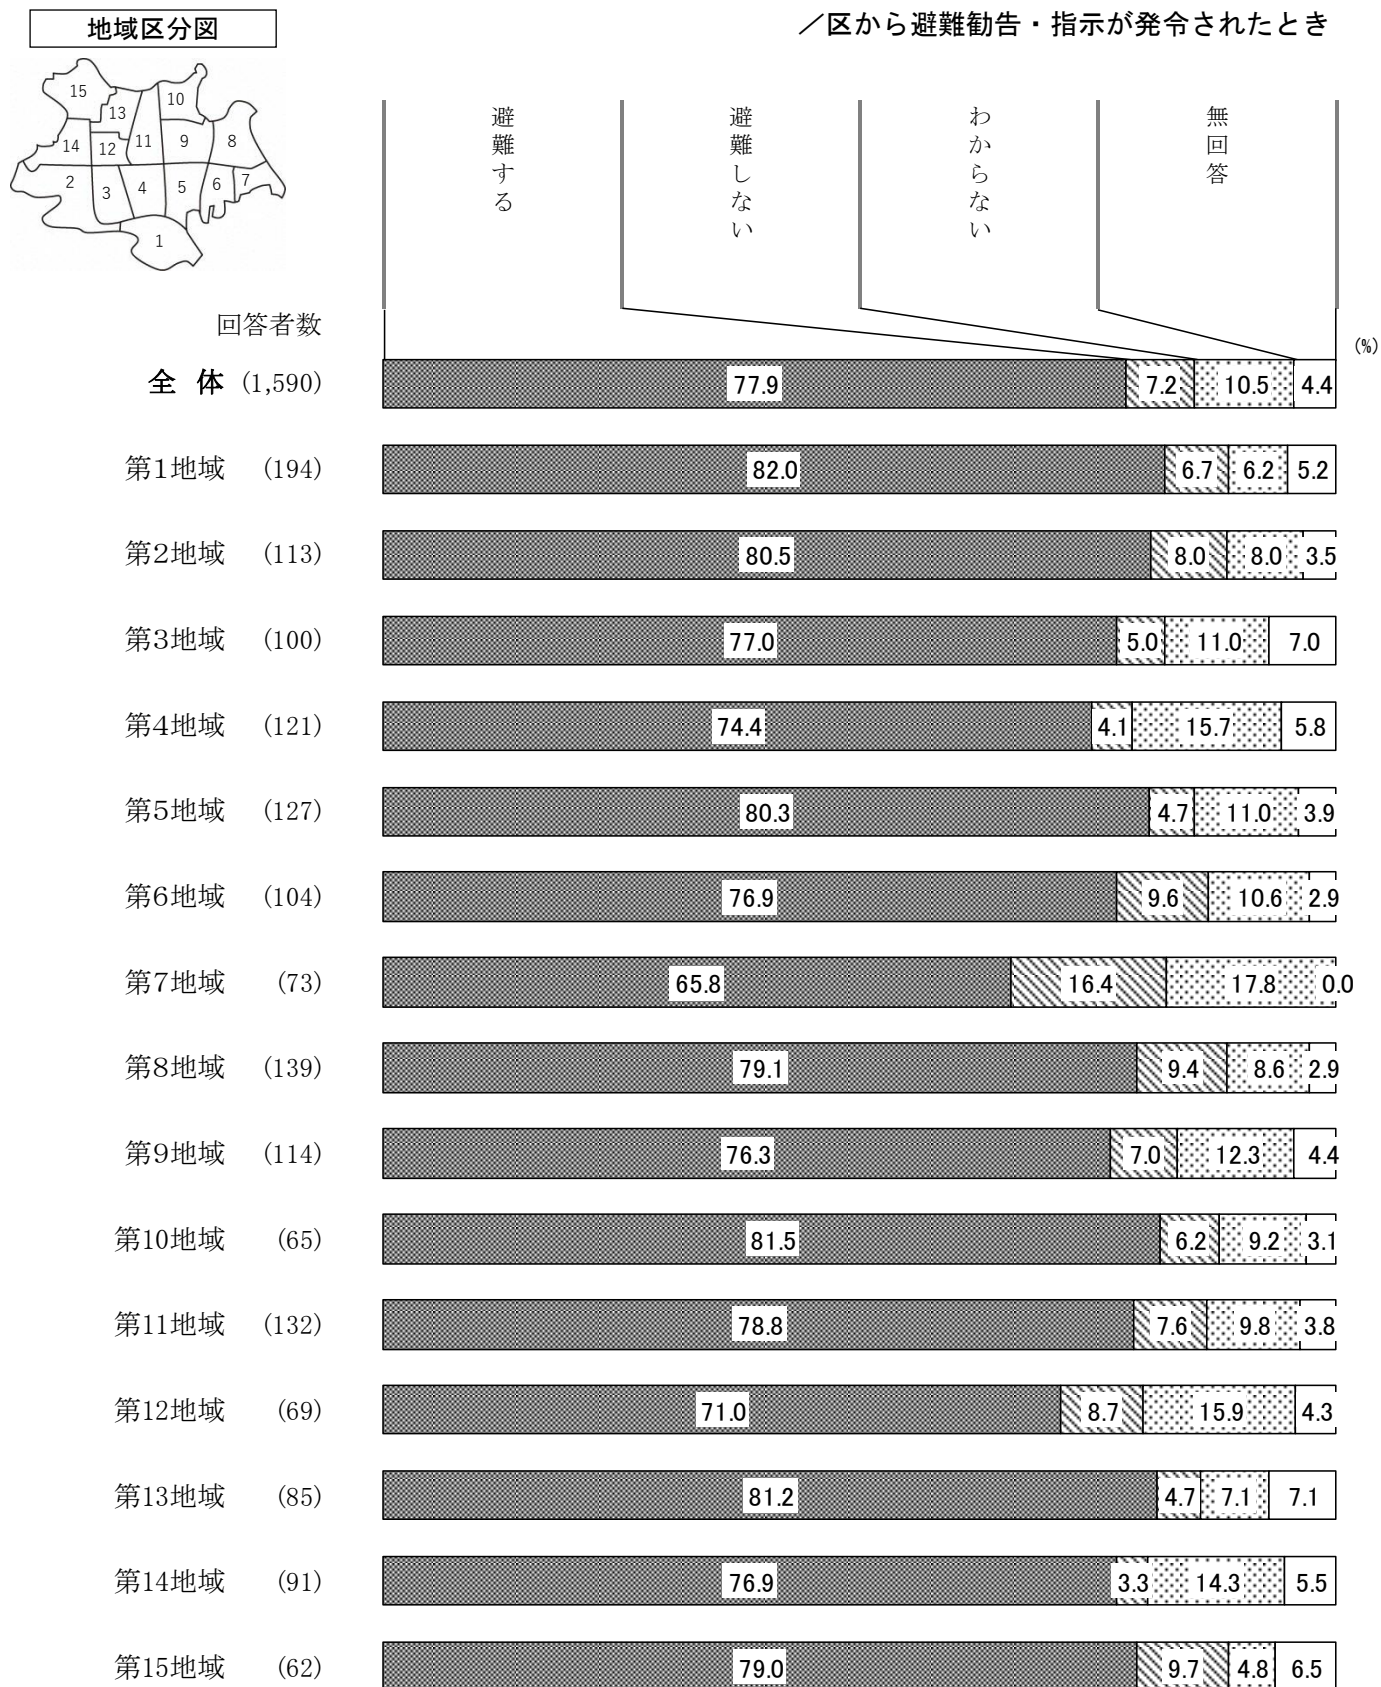 地域区分図
／区から避難勧告・指示が発令されたとき
15
10
13
14
12
11
9
8
2
3
4
5
6
7
1
避難する
避難しない
わからない
無回答
回答者数
(%)
全 体 (1,590) 77.9 7.2 10.5 4.4
第1地域 (194) 82.0 6.7 6.2 5.2
第2地域 (113) 80.5 8.0 8.0 3.5
第3地域 (100) 77.0 5.0 11.0 7.0
第4地域 (121) 74.4 4.1 15.7 5.8
第5地域 (127) 80.3 4.7 11.0 3.9
第6地域 (104) 76.9 9.6 10.6 2.9
第7地域 (73) 65.8 16.4 17.8 0.0
第8地域 (139) 79.1 9.4 8.6 2.9
第9地域 (114) 76.3 7.0 12.3 4.4
第10地域 (65) 81.5 6.2 9.2 3.1
第11地域 (132) 78.8 7.6 9.8 3.8
第12地域 (69) 71.0 8.7 15.9 4.3
第13地域 (85) 81.2 4.7 7.1 7.1
第14地域 (91) 76.9 3.3 14.3 5.5
第15地域 (62) 79.0 9.7 4.8 6.5